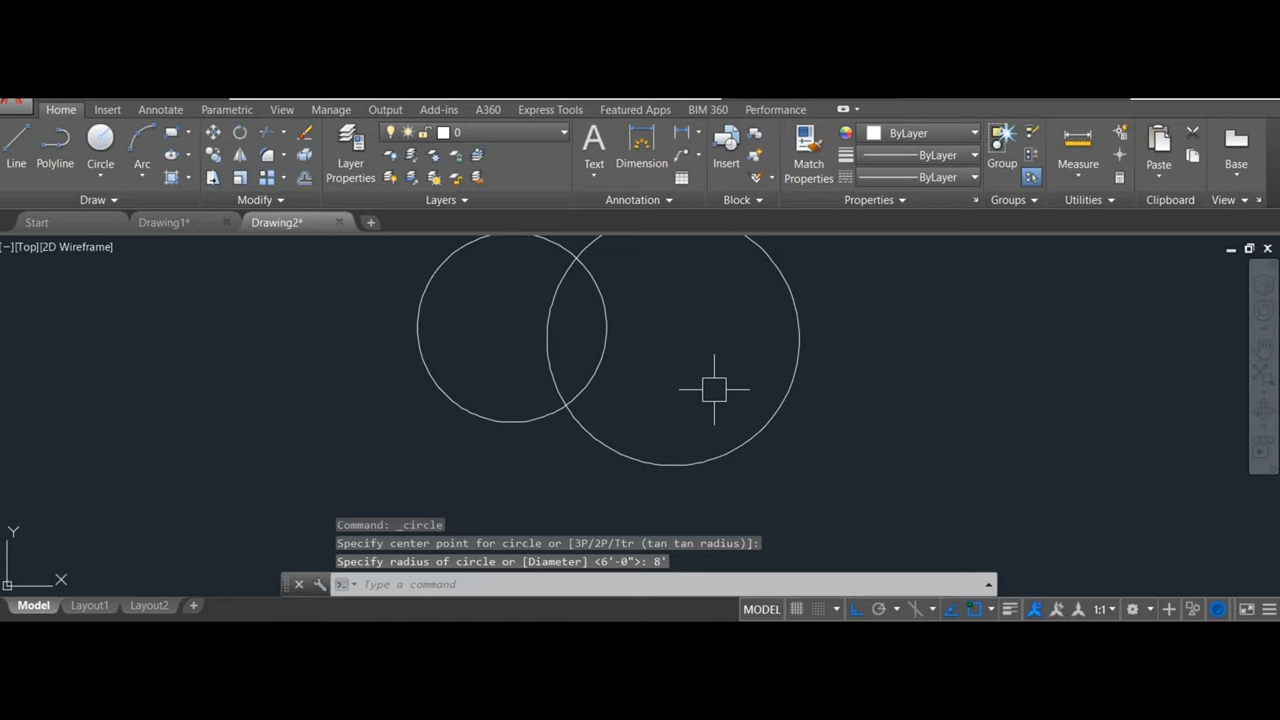 Home Insert Annotate Parametric View Manage Output Add-ins A360 Express Tools Featured Apps BIM 360 Performance
0
ByLayer
ByLayer
ByLayer
Line Polyline Circle Arc
Layer Properties
Text Dimension
Insert
Match Properties
Group
Measure
Paste
Base
Draw Modify Layers Annotation Block Properties Groups Utilities Clipboard View
Start Drawing1* Drawing2*
[−][Top][2D Wireframe]
Y
X
Command: _circle
Specify center point for circle or [3P/2P/Ttr (tan tan radius)]:
Specify radius of circle or [Diameter] <6'-0">: 8'
Type a command
Model Layout1 Layout2
MODEL 1:1